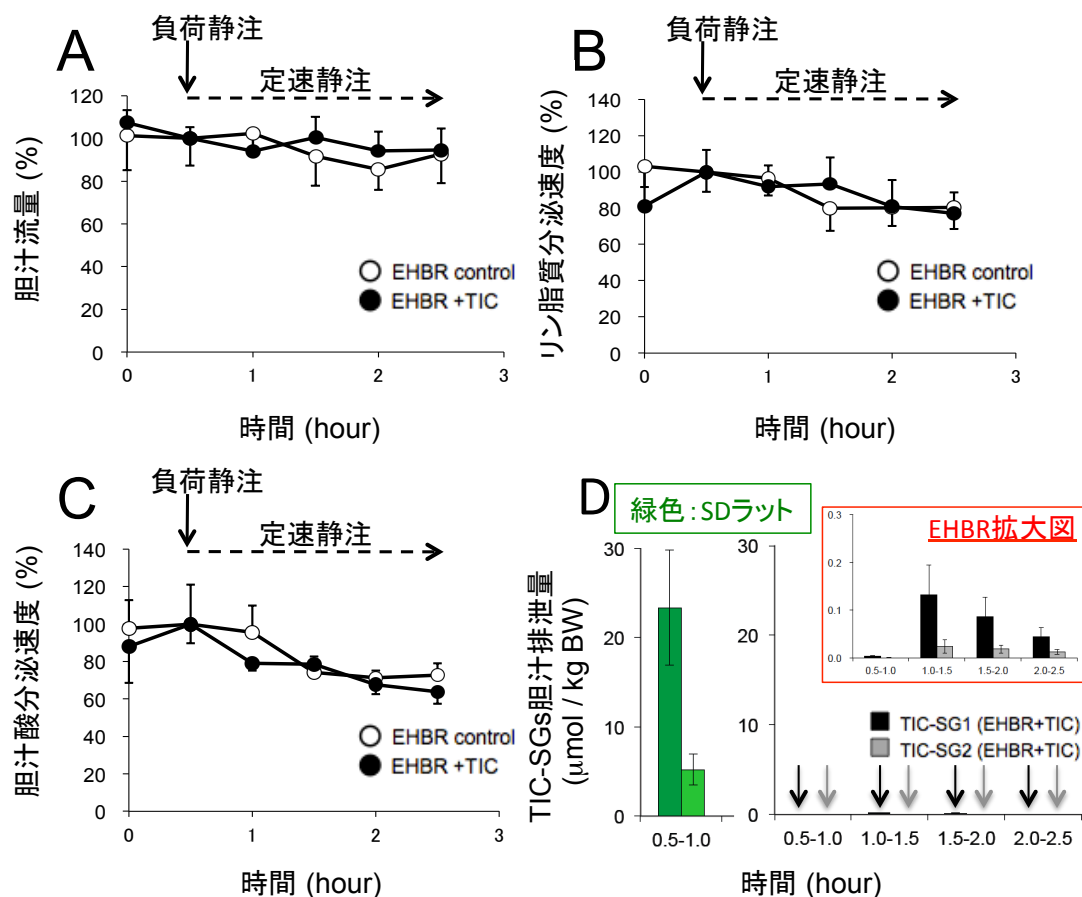 A
負荷静注
定速静注
胆汁流量 (%)
120
100
80
60
40
20
0
EHBR control
EHBR +TIC
0
1
2
3
時間 (hour)
B
負荷静注
定速静注
リン脂質分泌速度 (%)
140
120
100
80
60
40
20
0
EHBR control
EHBR +TIC
0
1
2
3
時間 (hour)
C
負荷静注
定速静注
胆汁酸分泌速度 (%)
140
120
100
80
60
40
20
0
EHBR control
EHBR +TIC
0
1
2
3
時間 (hour)
D
緑色：SDラット
TIC-SGs胆汁排泄量
(μmol / kg BW)
30
20
10
0
0.5-1.0
30
20
10
0
EHBR拡大図
0.3
0.2
0.1
0.0
0.5-1.0
1.0-1.5
1.5-2.0
2.0-2.5
TIC-SG1 (EHBR+TIC)
TIC-SG2 (EHBR+TIC)
0.5-1.0
1.0-1.5
1.5-2.0
2.0-2.5
時間 (hour)